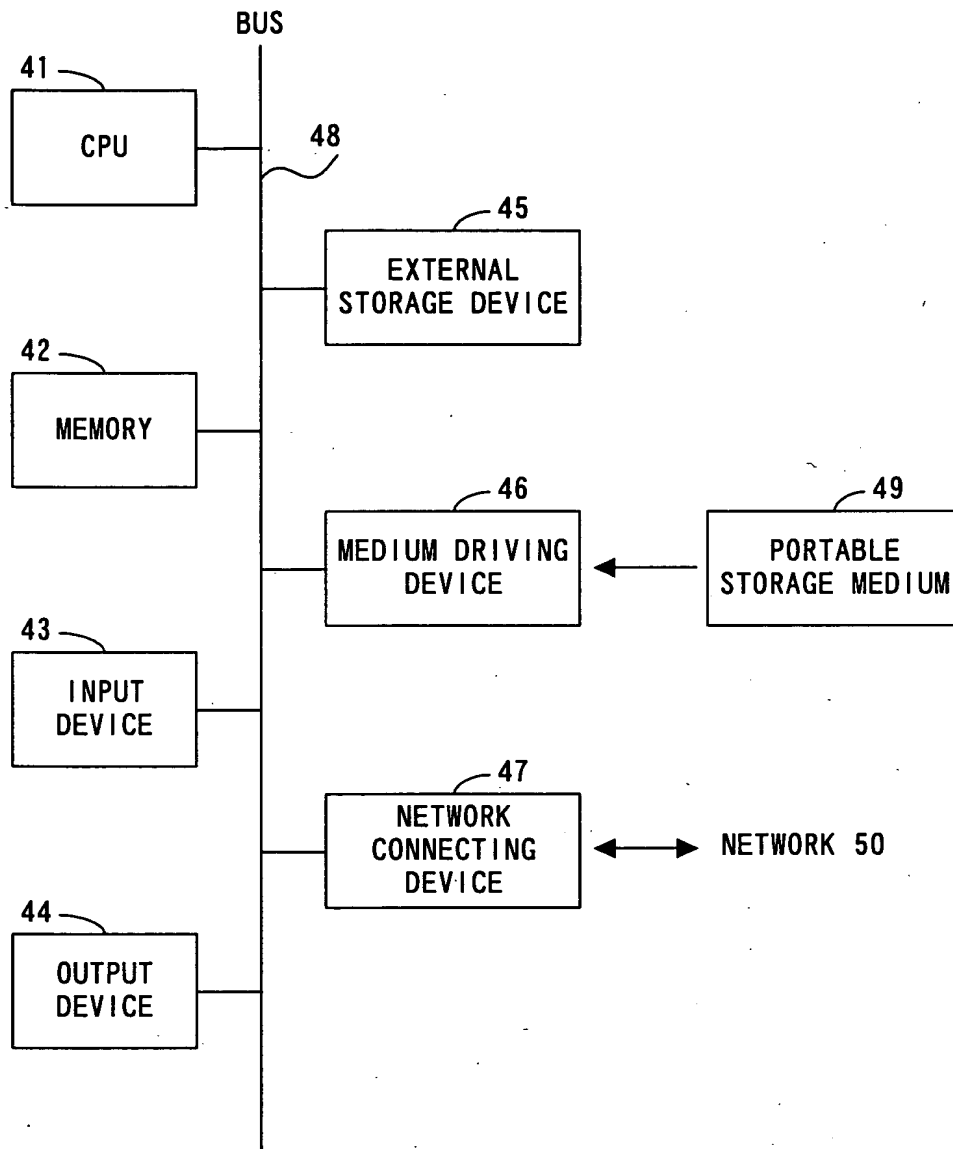 BUS
41
CPU
48
45
EXTERNAL
STORAGE DEVICE
42
MEMORY
46
MEDIUM DRIVING
DEVICE
49
PORTABLE
STORAGE MEDIUM
43
INPUT
DEVICE
47
NETWORK
CONNECTING
DEVICE
NETWORK 50
44
OUTPUT
DEVICE